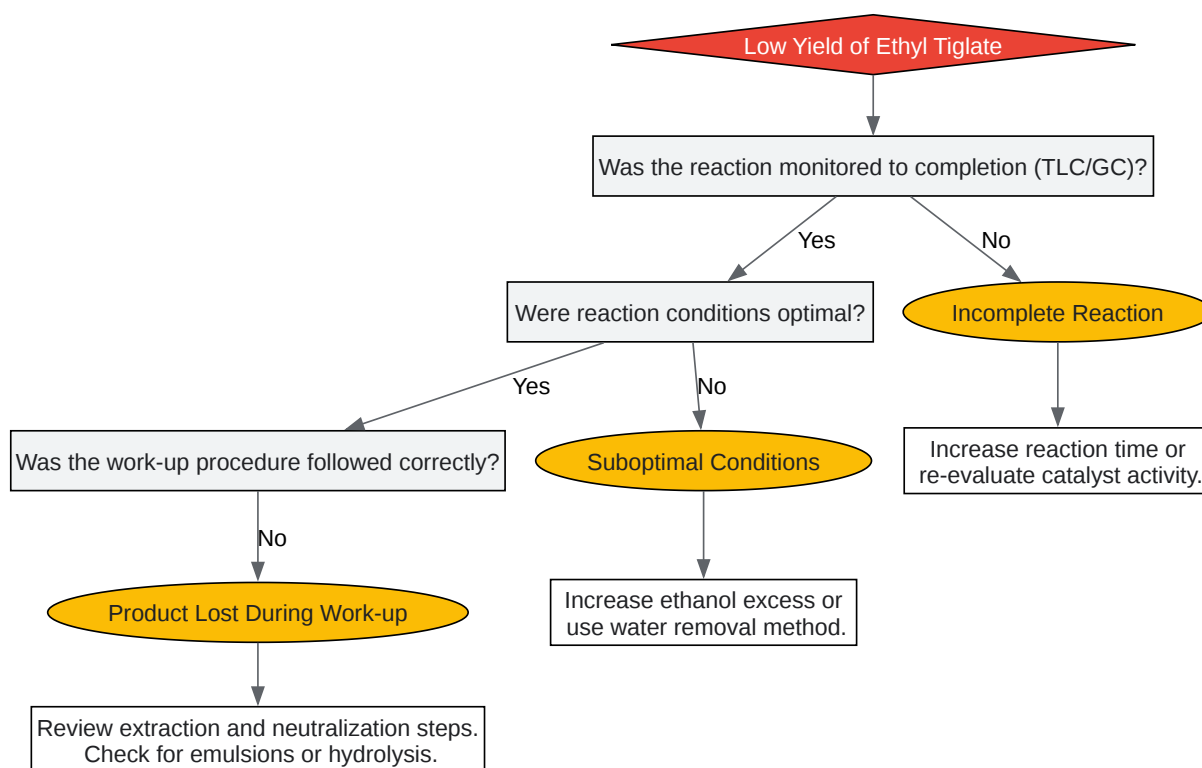 Low Yield of Ethyl Tiglate
Was the reaction monitored to completion (TLC/GC)?
Yes
No
Were reaction conditions optimal?
Incomplete Reaction
Yes
No
Was the work-up procedure followed correctly?
Suboptimal Conditions
Increase reaction time or
re-evaluate catalyst activity.
No
Product Lost During Work-up
Increase ethanol excess or
use water removal method.
Review extraction and neutralization steps.
Check for emulsions or hydrolysis.